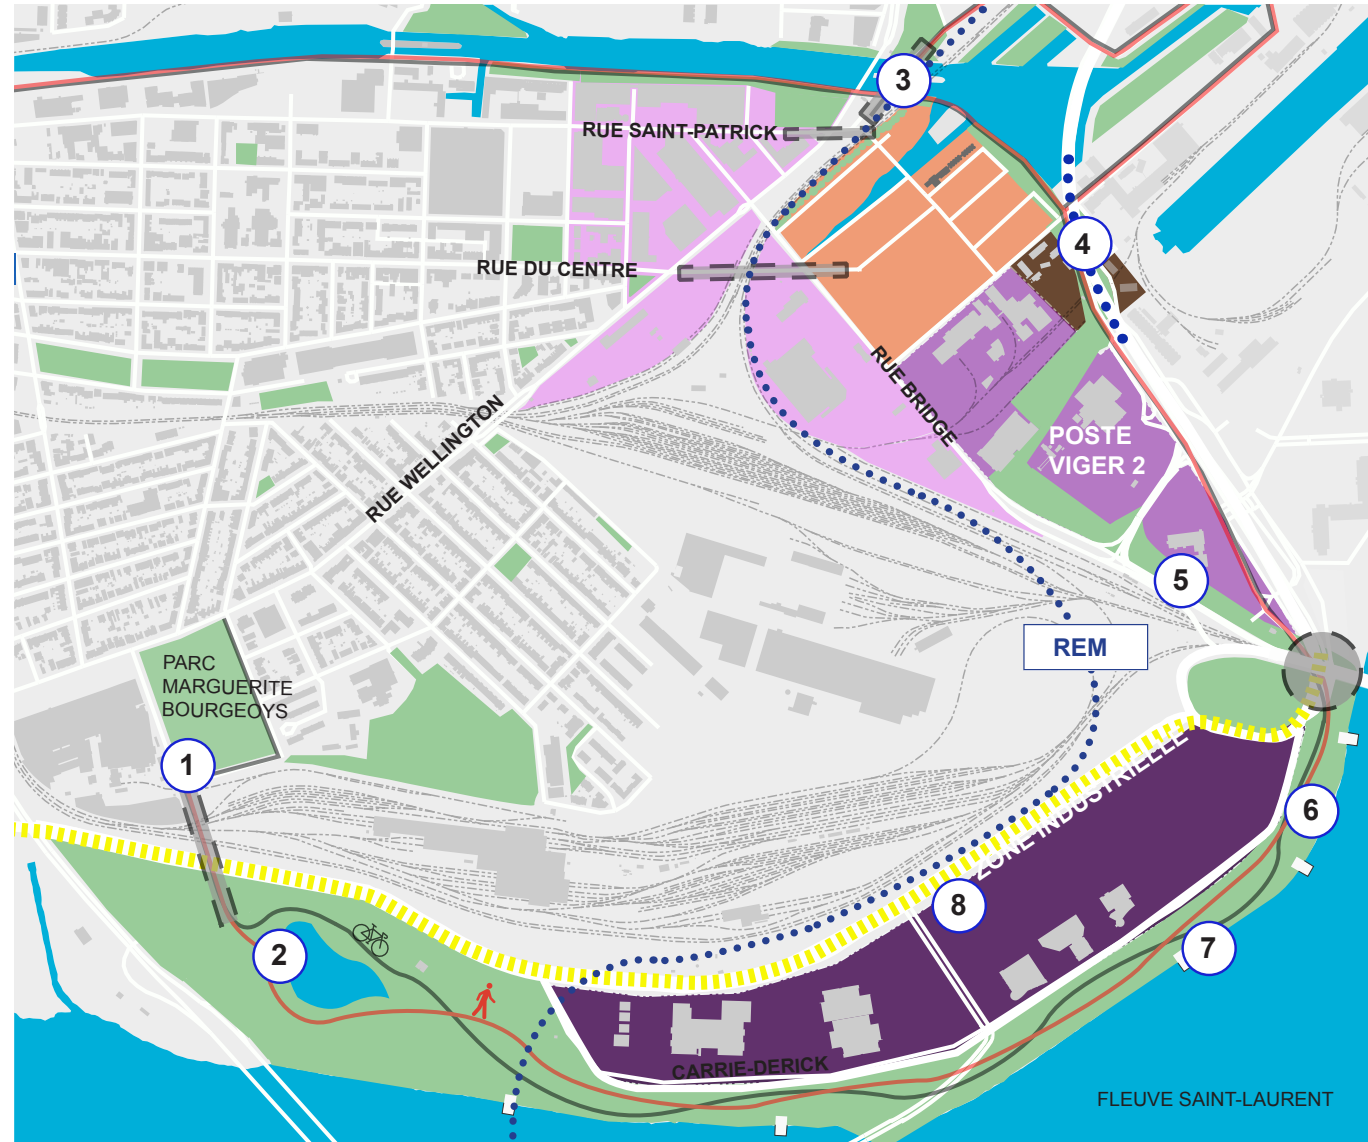 3
RUE SAINT-PATRICK
4
RUE DU CENTRE
RUE BRIDGE
RUE WELLINGTON
POSTE
VIGER 2
5
REM
PARC
MARGUERITE
BOURGEOYS
1
ZONE INDUSTRIELLE
6
8
2
7
CARRIE-DERICK
FLEUVE SAINT-LAURENT